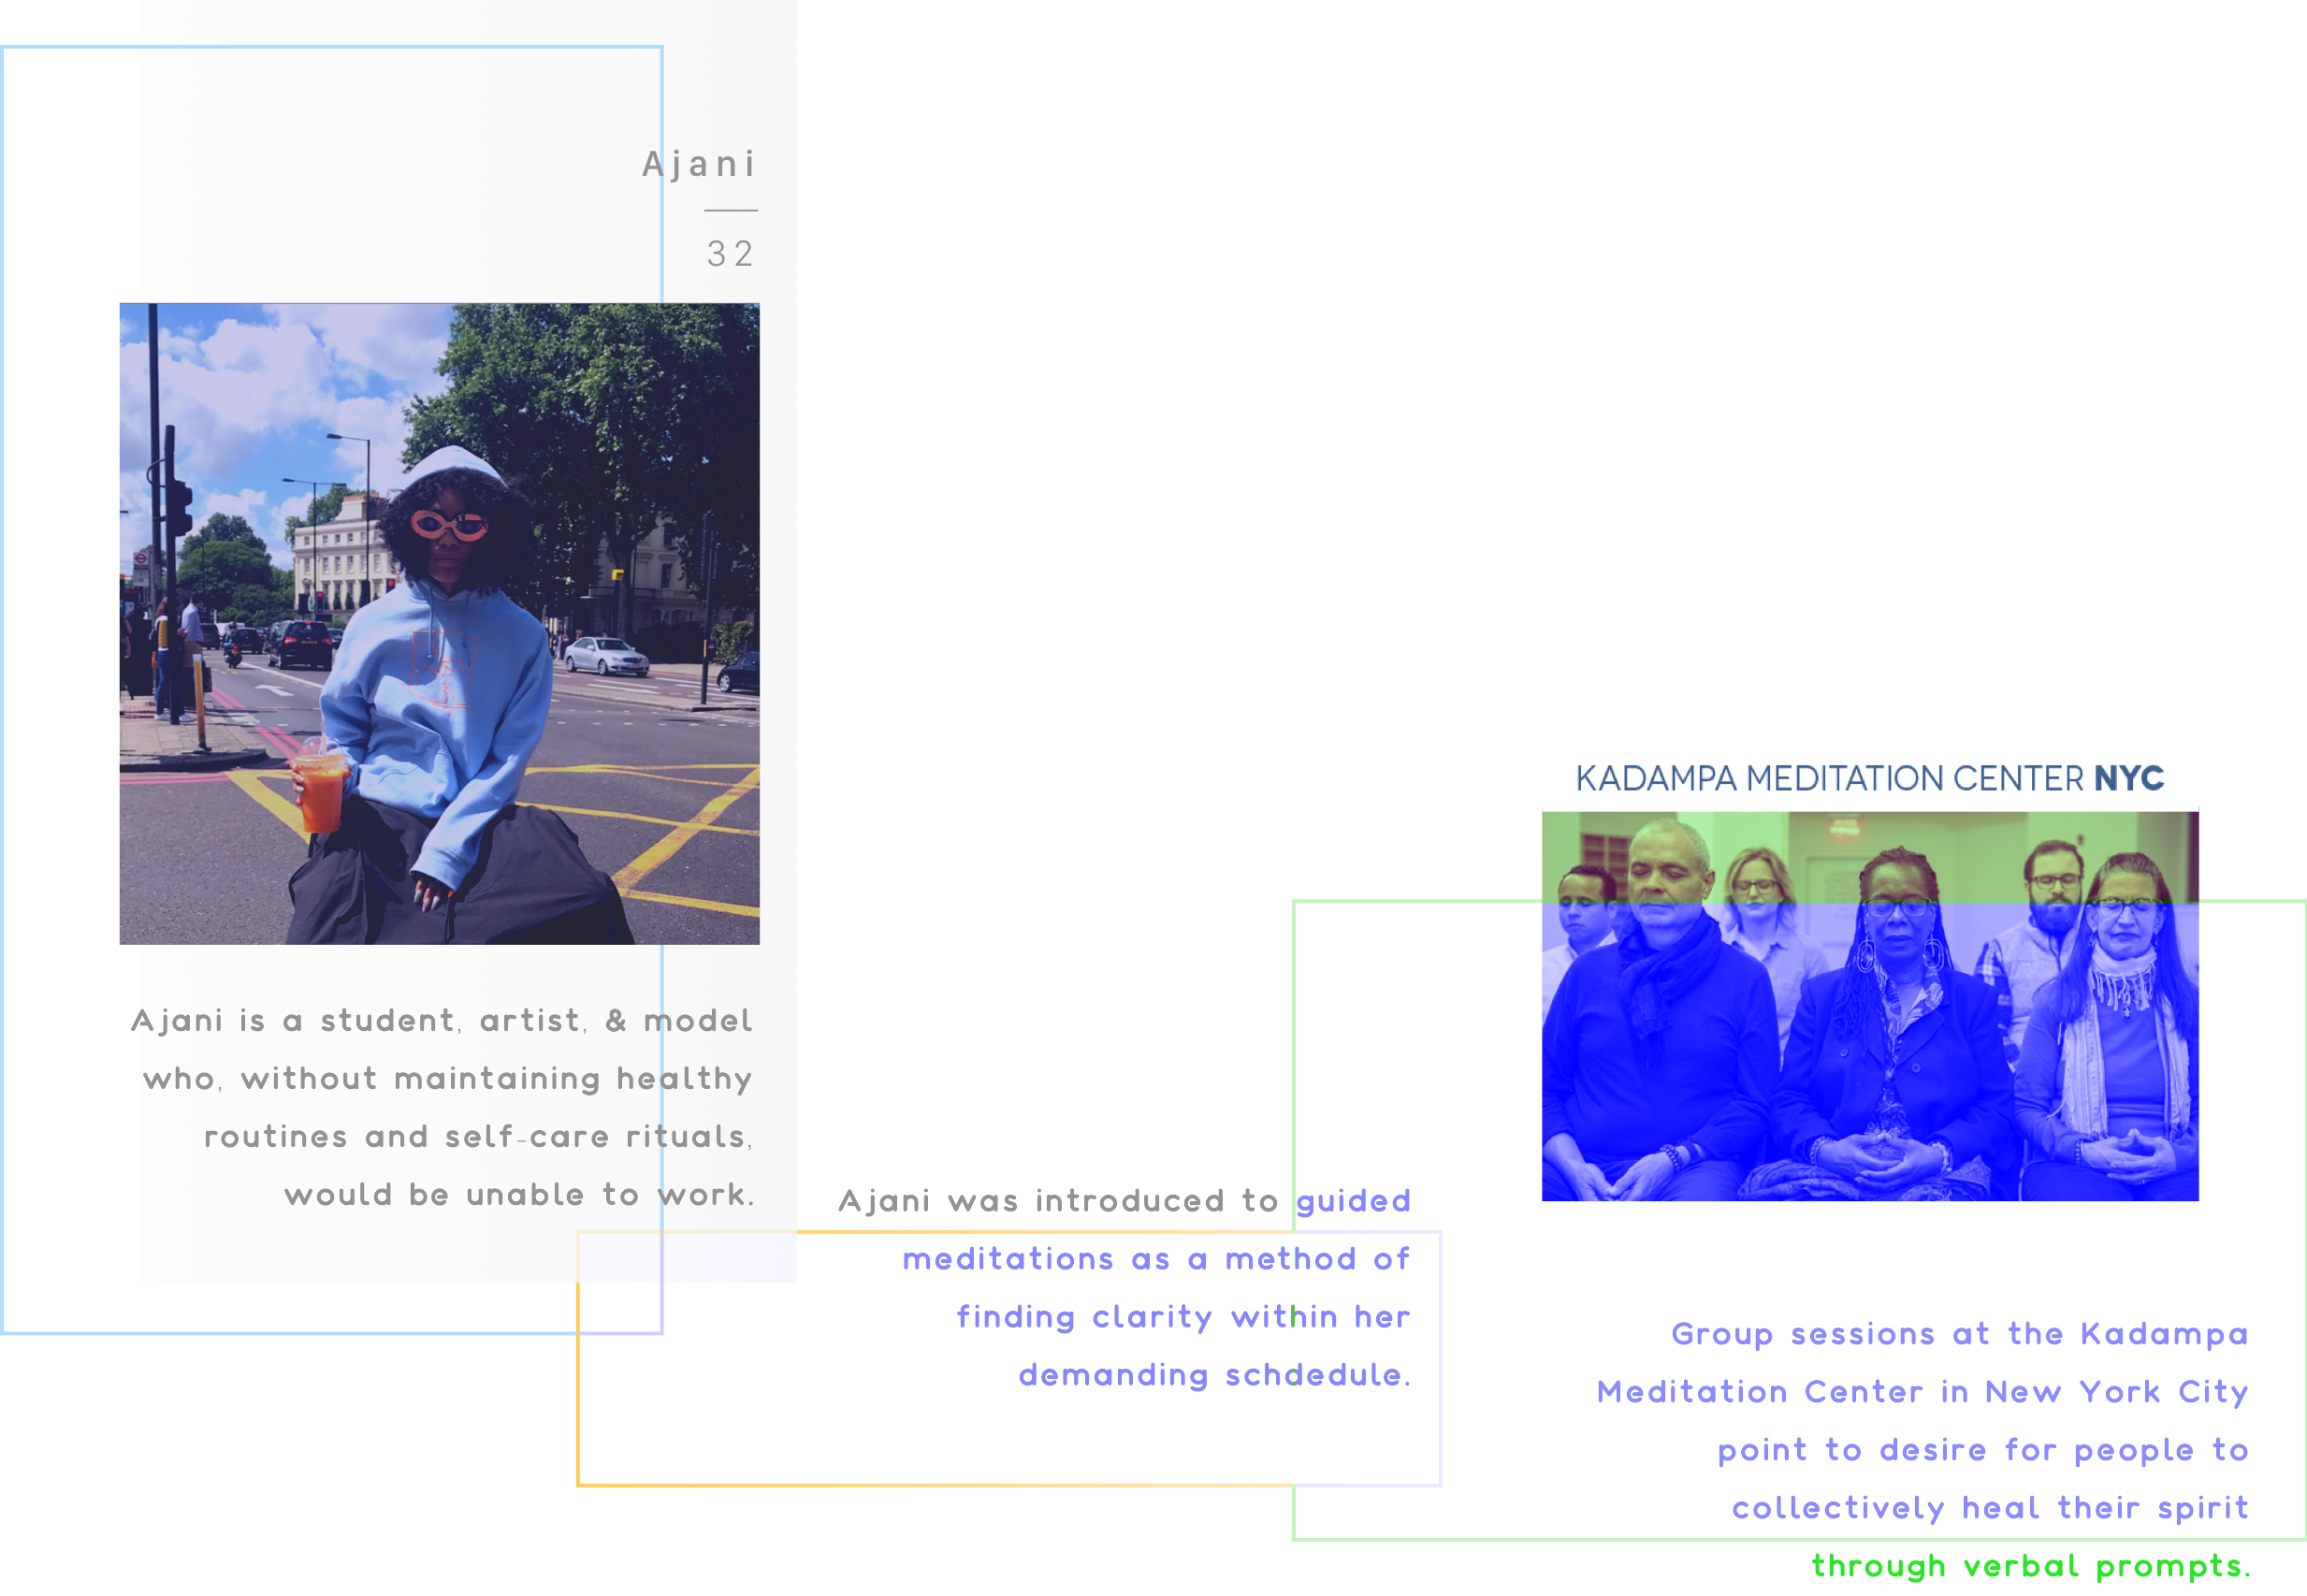 Ajani
32
Ajani is a student, artist, & model
who, without maintaining healthy
routines and self-care rituals,
would be unable to work.
Ajani was introduced to guided
meditations as a method of
finding clarity within her
demanding schdedule.
KADAMPA MEDITATION CENTER NYC
Group sessions at the Kadampa
Meditation Center in New York City
point to desire for people to
collectively heal their spirit
through verbal prompts.